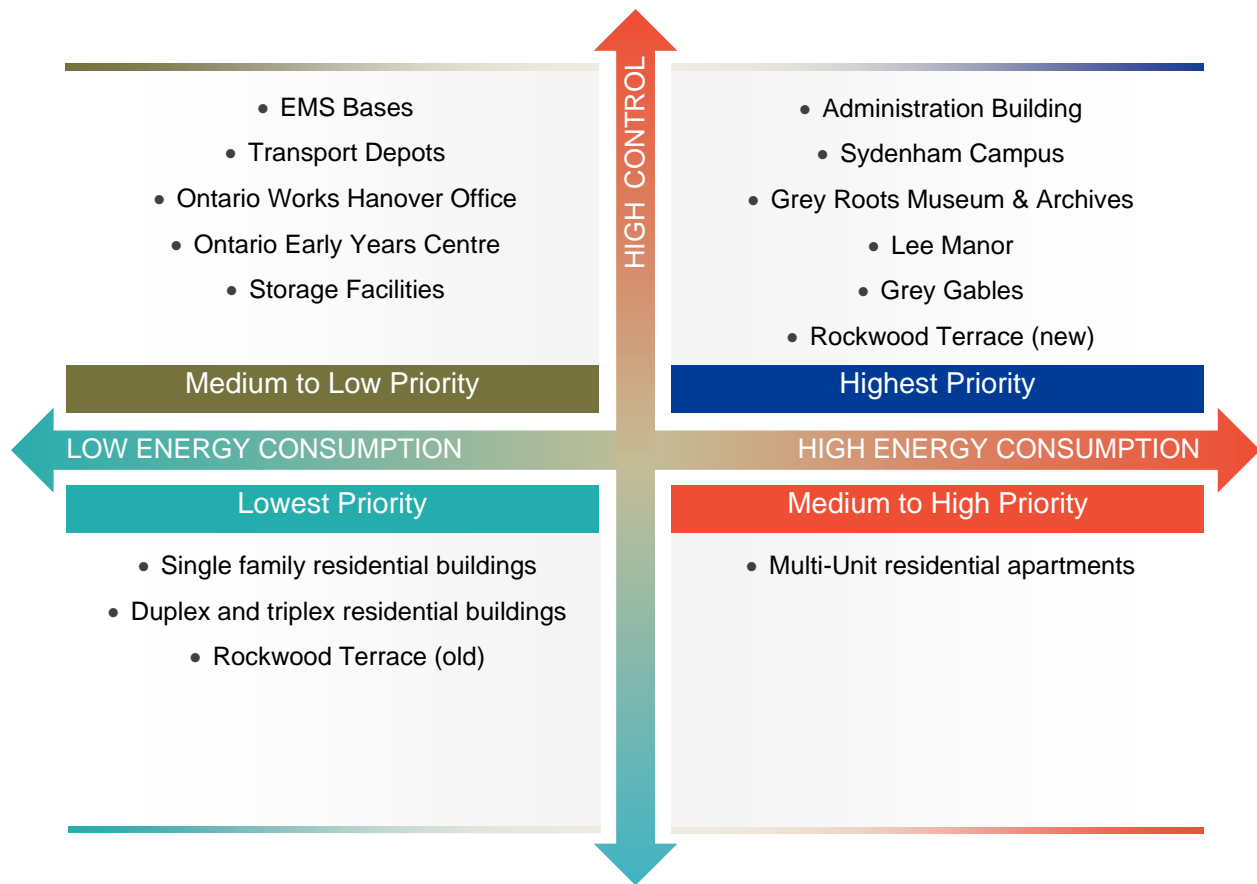 HIGH CONTROL
• EMS Bases
• Transport Depots
• Ontario Works Hanover Office
• Ontario Early Years Centre
• Storage Facilities
Medium to Low Priority
• Administration Building
• Sydenham Campus
• Grey Roots Museum & Archives
• Lee Manor
• Grey Gables
• Rockwood Terrace (new)
Highest Priority
LOW ENERGY CONSUMPTION
HIGH ENERGY CONSUMPTION
Lowest Priority
• Single family residential buildings
• Duplex and triplex residential buildings
• Rockwood Terrace (old)
Medium to High Priority
• Multi-Unit residential apartments